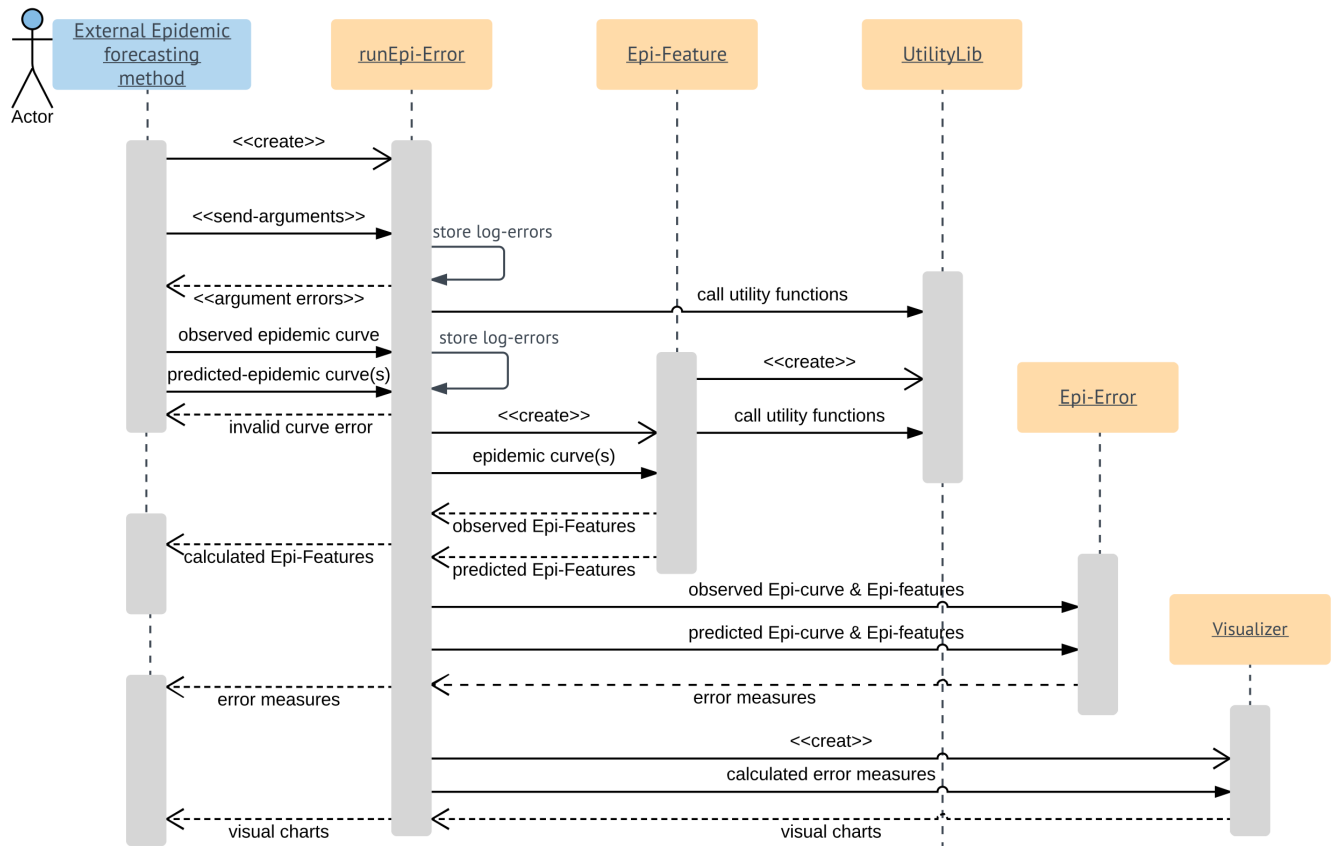 External Epidemic
forecasting
method
runEpi-Error
Epi-Feature
UtilityLib
Actor
<<create>>
<<send-arguments>>
store log-errors
<<argument errors>>
call utility functions
observed epidemic curve
store log-errors
<<create>>
predicted-epidemic curve(s)
Epi-Error
invalid curve error
<<create>>
call utility functions
epidemic curve(s)
observed Epi-Features
calculated Epi-Features
predicted Epi-Features
observed Epi-curve & Epi-features
predicted Epi-curve & Epi-features
Visualizer
error measures
error measures
<<creat>>
calculated error measures
visual charts
visual charts